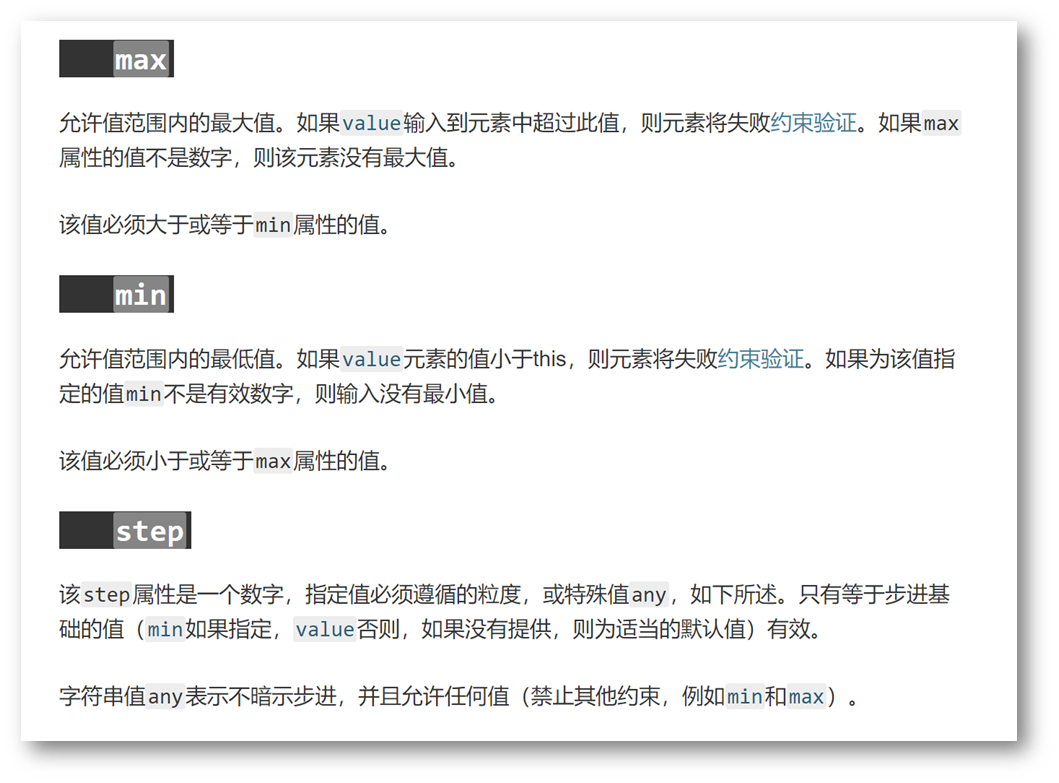 max
允许值范围内的最大值。如果value输入到元素中超过此值，则元素将失败约束验证。如果max
属性的值不是数字，则该元素没有最大值。
该值必须大于或等于min属性的值。
min
允许值范围内的最低值。如果value元素的值小于this，则元素将失败约束验证。如果为该值指
定的值min不是有效数字，则输入没有最小值。
该值必须小于或等于max属性的值。
step
该step属性是一个数字，指定值必须遵循的粒度，或特殊值any，如下所述。只有等于步进基
础的值（min如果指定，value否则，如果没有提供，则为适当的默认值）有效。
字符串值any表示不暗示步进，并且允许任何值（禁止其他约束，例如min和max）。